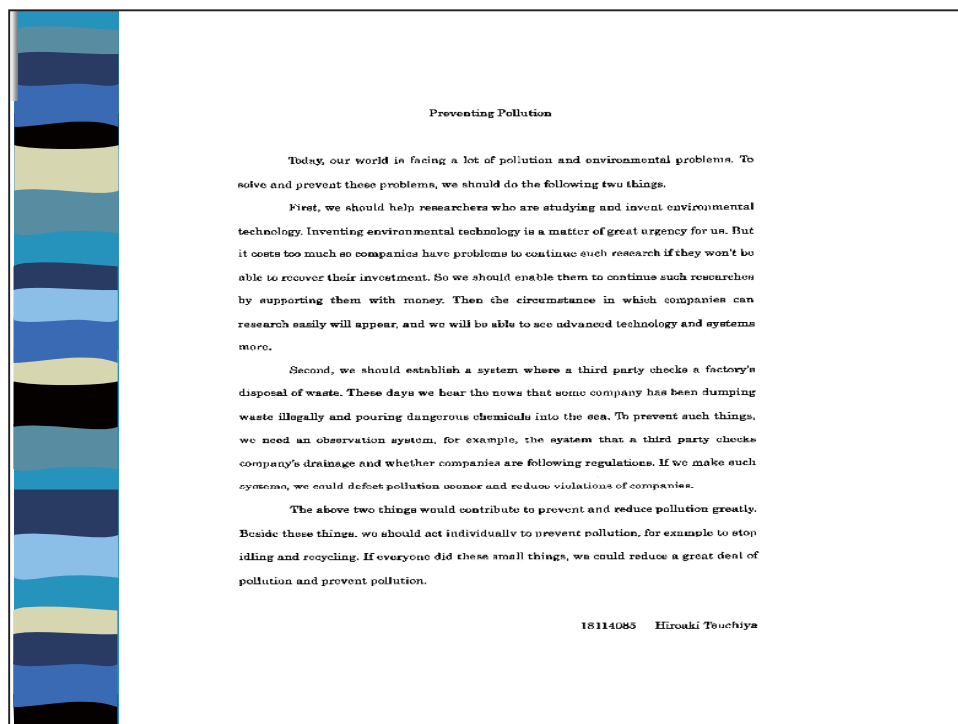 Preventing Pollution
Today, our world is facing a lot of pollution and environmental problems. To
solve and prevent these problems, we should do the following two things.
First, we should help researchers who are studying and invent environmental
technology. Inventing environmental technology is a matter of great urgency for us. But
it costs too much so companies have problems to continue such research if they won't be
able to recover their investment. So we should enable them to continue such researches
by supporting them with money. Then the circumstance in which companies can
research easily will appear, and we will be able to see advanced technology and systems
more.
Second, we should establish a system where a third party checks a factory's
disposal of waste. These days we hear the news that some company has been dumping
waste illegally and pouring dangerous chemicals into the sea. To prevent such things,
we need an observation system, for example, the system that a third party checks
company's drainage and whether companies are following regulations. If we make such
systems, we could defect pollution sooner and reduce violations of companies.
The above two things would contribute to prevent and reduce pollution greatly.
Beside these things, we should act individually to prevent pollution, for example to stop
idling and recycling. If everyone did these small things, we could reduce a great deal of
pollution and prevent pollution.
18114085 Hiroaki Tsuchiya